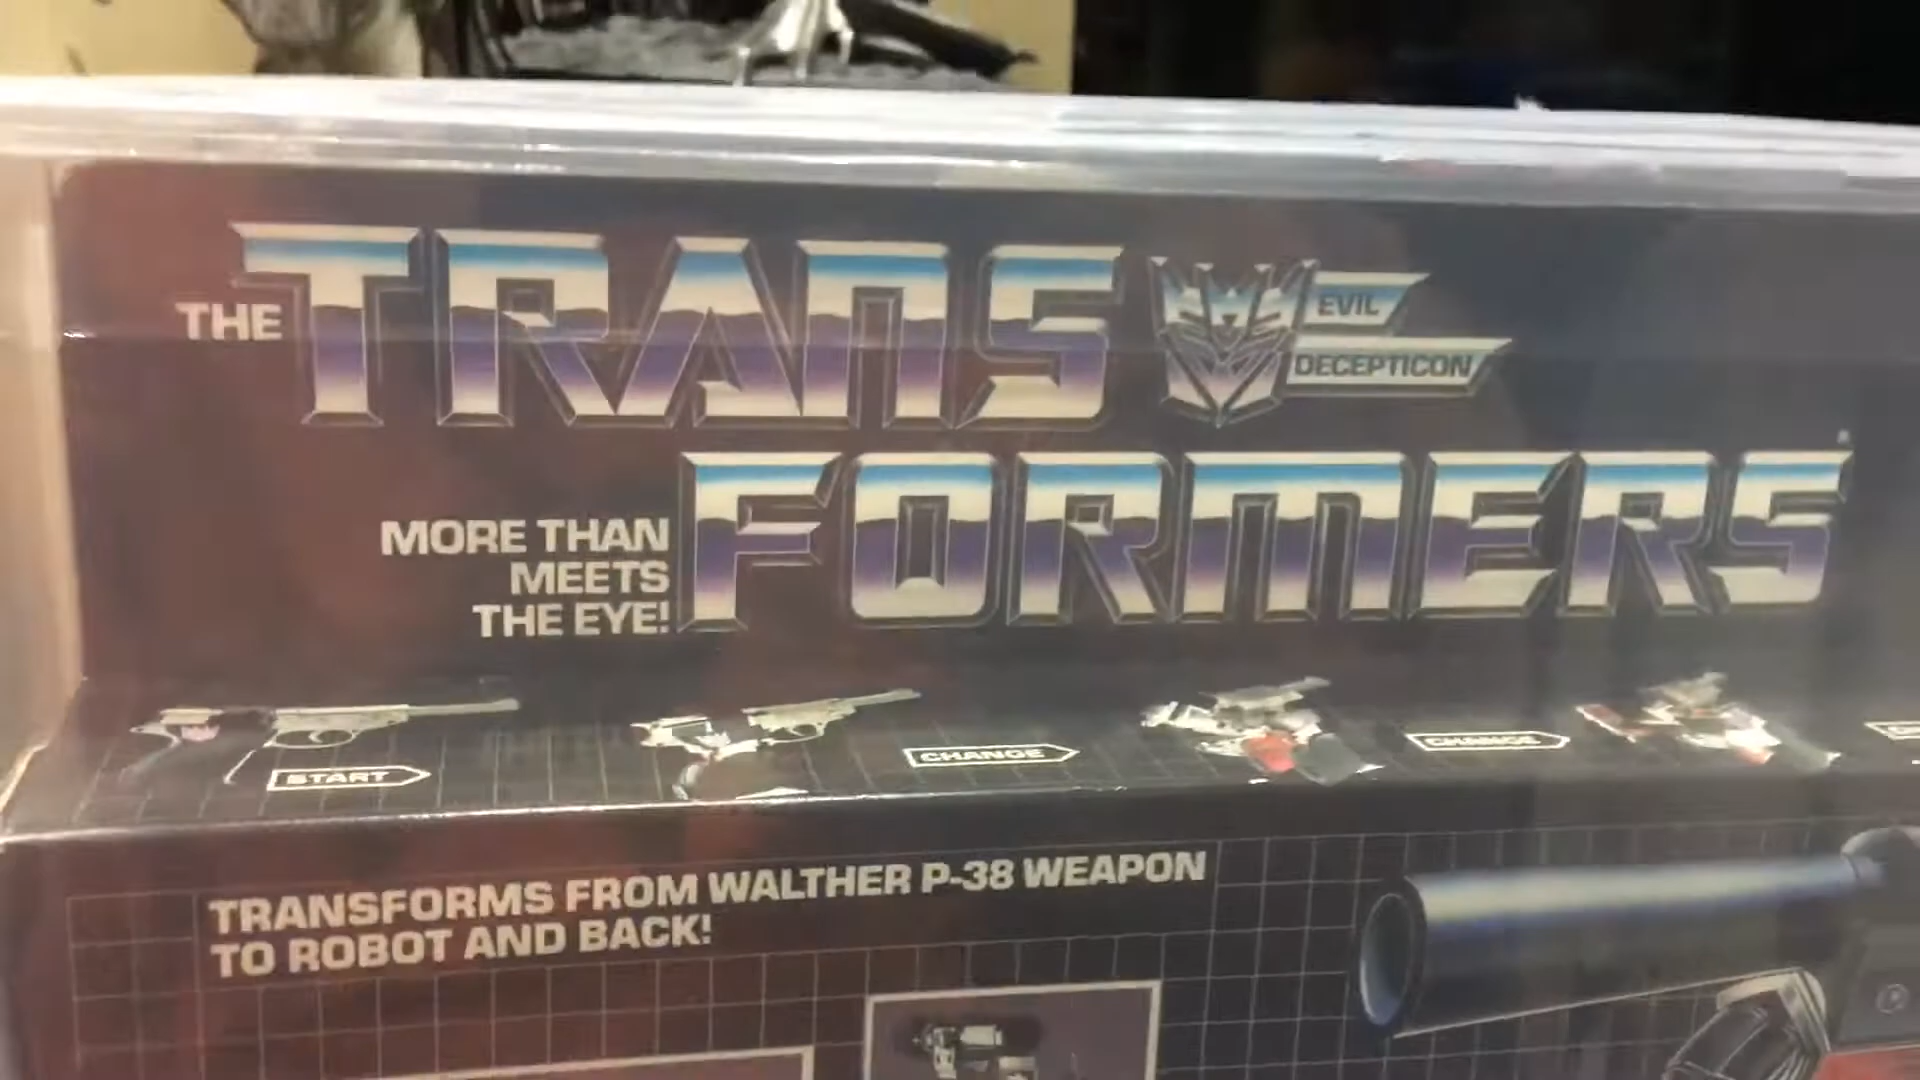 THE TRANS
EVIL
DECEPTICON
FORMERS
MORE THAN
MEETS
THE EYE!
START
CHANGE
CHANGE
TRANSFORMS FROM WALTHER P-38 WEAPON
TO ROBOT AND BACK!